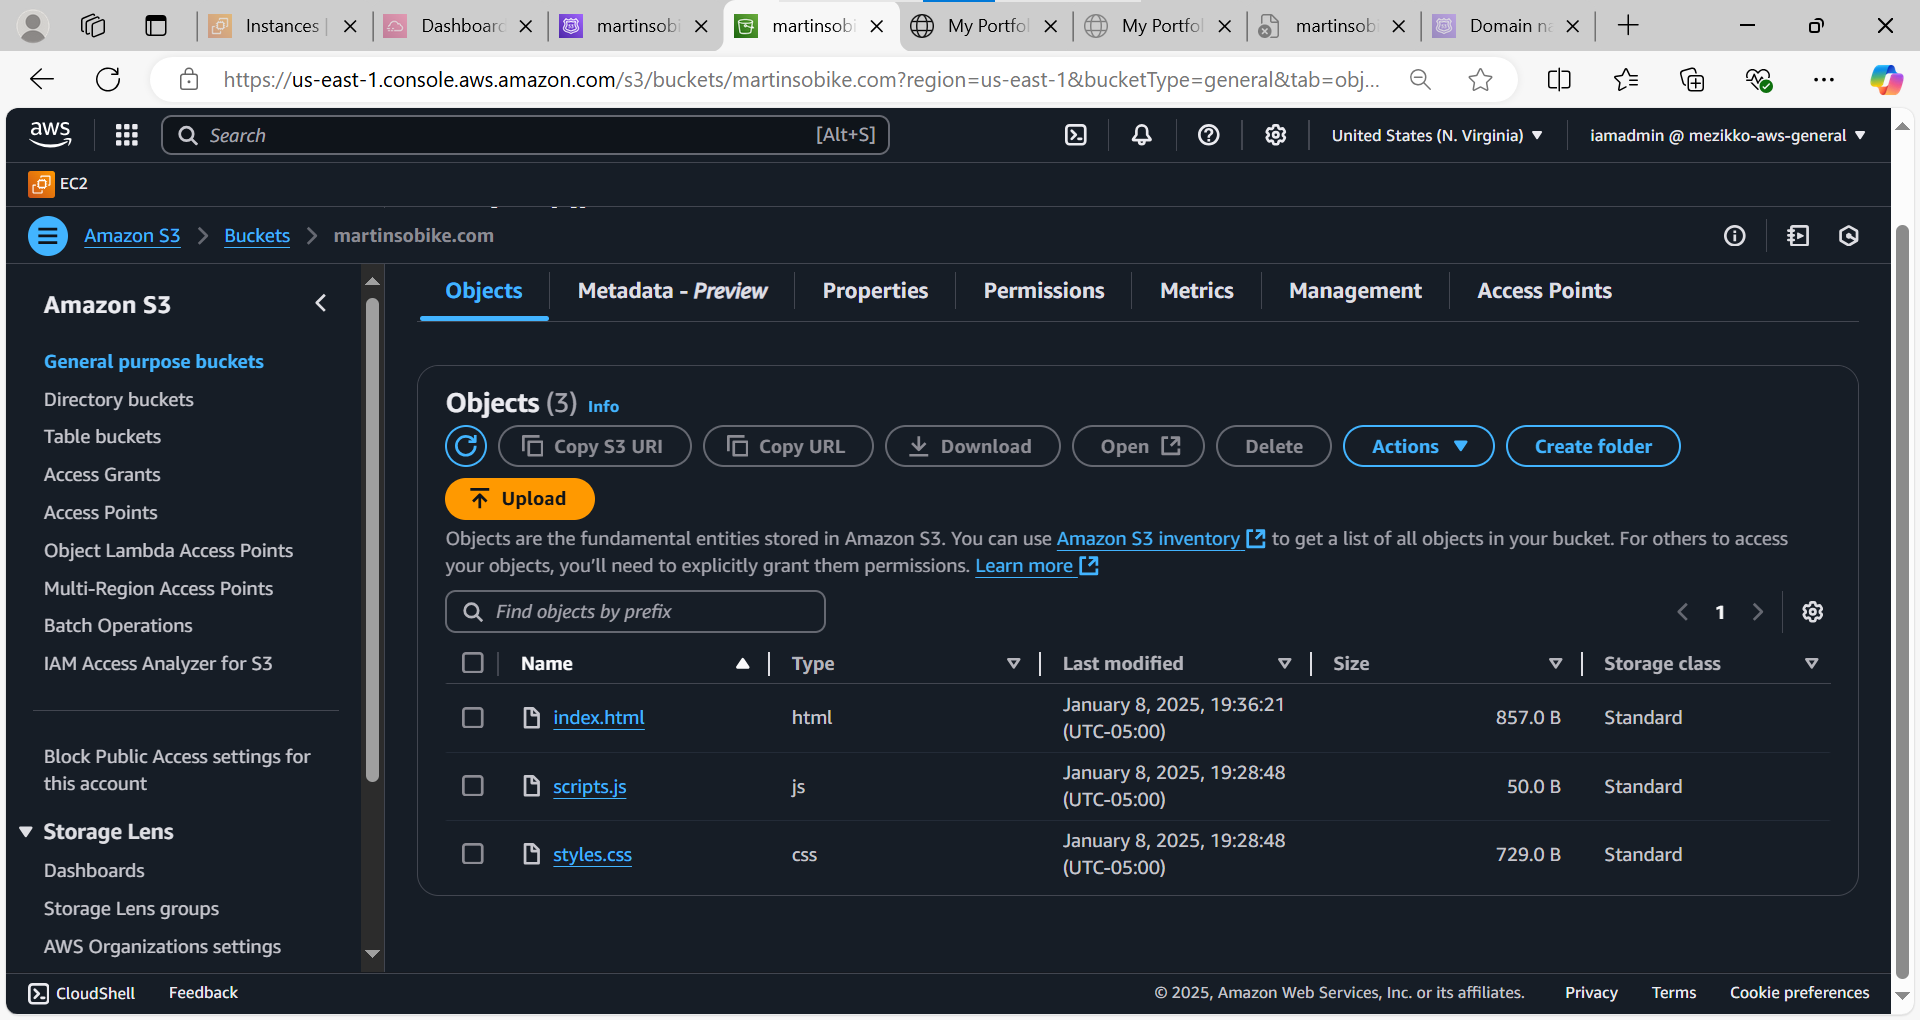 Instances |
Dashboard
martinsobi
martinsobi
My Portfol
My Portfol
martinsobi
Domain na
https://us-east-1.console.aws.amazon.com/s3/buckets/martinsobike.com?region=us-east-1&bucketType=general&tab=obj...
aws
Search
[Alt+S]
United States (N. Virginia)
iamadmin @ mezikko-aws-general
EC2
Amazon S3
Buckets
martinsobike.com
Amazon S3
General purpose buckets
Directory buckets
Table buckets
Access Grants
Access Points
Object Lambda Access Points
Multi-Region Access Points
Batch Operations
IAM Access Analyzer for S3
Block Public Access settings for
this account
Storage Lens
Dashboards
Storage Lens groups
AWS Organizations settings
Objects
Metadata - Preview
Properties
Permissions
Metrics
Management
Access Points
Objects (3) Info
Copy S3 URI
Copy URL
Download
Open
Delete
Actions
Create folder
Upload
Objects are the fundamental entities stored in Amazon S3. You can use Amazon S3 inventory to get a list of all objects in your bucket. For others to access
your objects, you'll need to explicitly grant them permissions. Learn more
Find objects by prefix
1
Name Type Last modified Size Storage class
index.html html January 8, 2025, 19:36:21 857.0 B Standard
(UTC-05:00)
scripts.js js January 8, 2025, 19:28:48 50.0 B Standard
(UTC-05:00)
styles.css css January 8, 2025, 19:28:48 729.0 B Standard
(UTC-05:00)
CloudShell
Feedback
© 2025, Amazon Web Services, Inc. or its affiliates.
Privacy
Terms
Cookie preferences